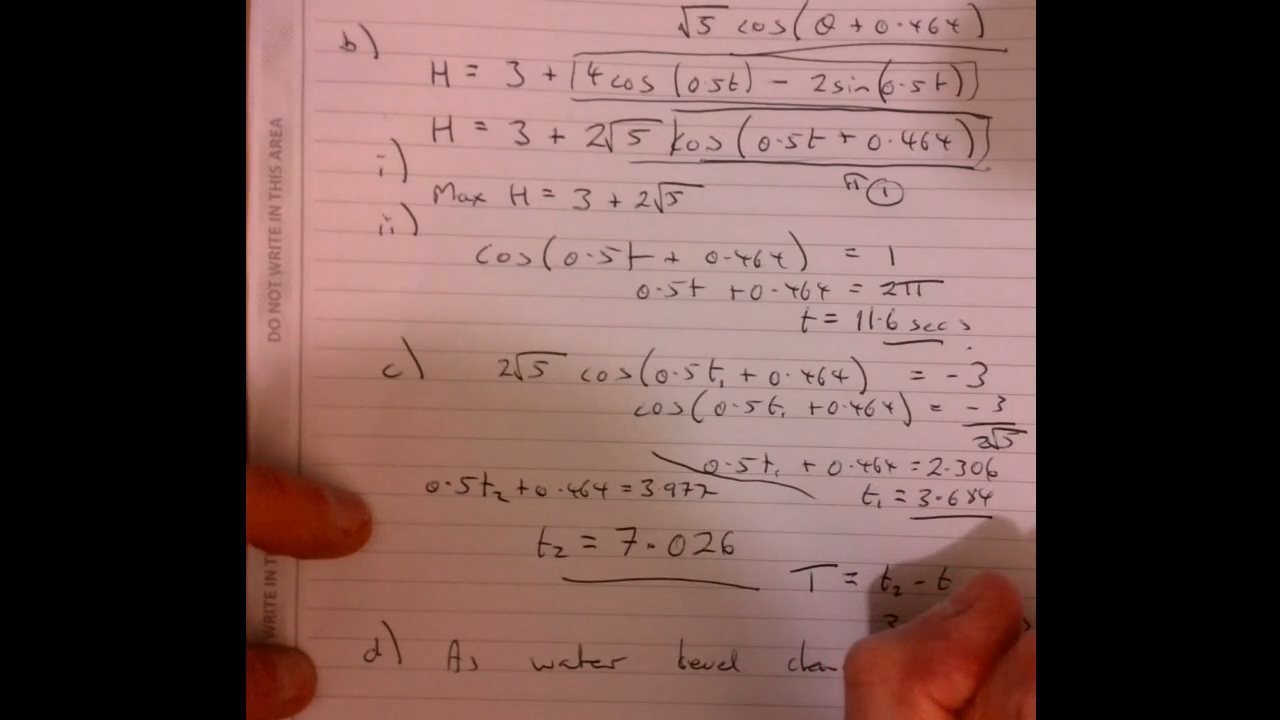 √5 cos(θ + 0.464)
b)
H = 3 + [4cos(0.5t) - 2sin(0.5t)]
H = 3 + 2√5 [cos(0.5t + 0.464)]
i)
①
Max H = 3 + 2√5
ii)
cos(0.5t + 0.464) = 1
0.5t + 0.464 = 2π
t = 11.6 secs
c) 2√5 cos(0.5t₁ + 0.464) = -3
cos(0.5t₁ + 0.464) = -3/2√5
0.5t₁ + 0.464 = 2.306
0.5t₂ + 0.464 = 3.977
t₁ = 3.684
t₂ = 7.026
T = t₂ - t
d) As water level
DO NOT WRITE IN THIS AREA
WRITE IN T